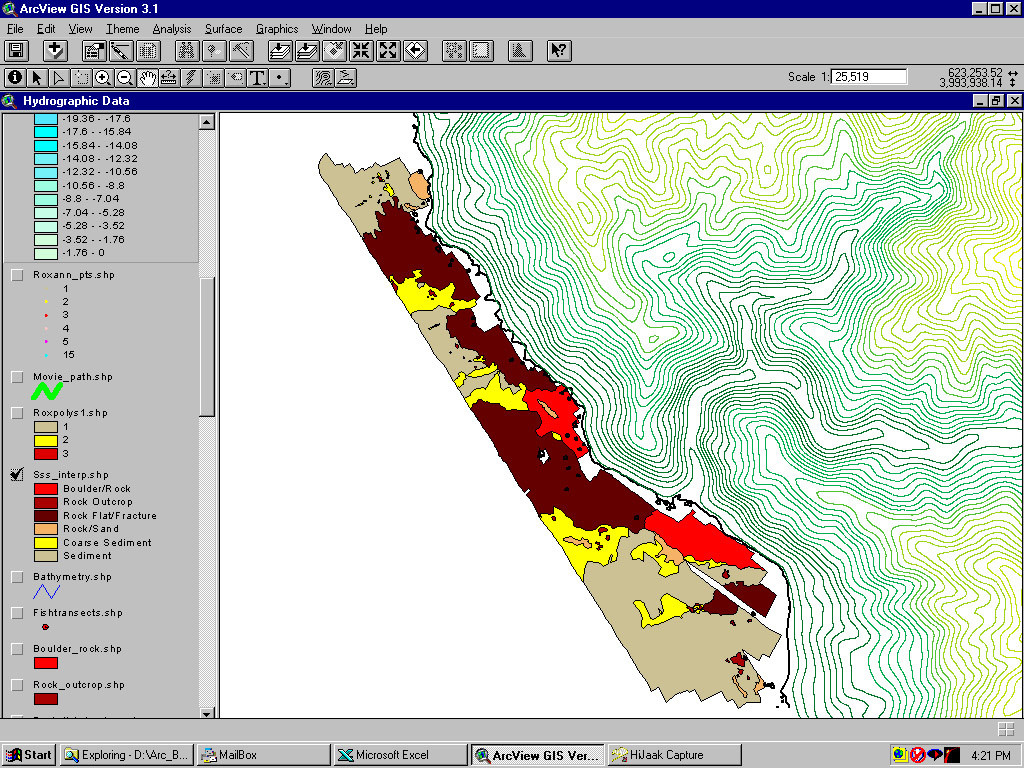 ArcView GIS Version 3.1
File Edit View Theme Analysis Surface Graphics Window Help
Scale 1: 25,519
623,253.52
3,993,938.14
Hydrographic Data
-19.36 - -17.6
-17.6 - -15.84
-15.84 - -14.08
-14.08 - -12.32
-12.32 - -10.56
-10.56 - -8.8
-8.8 - -7.04
-7.04 - -5.28
-5.28 - -3.52
-3.52 - -1.76
-1.76 - 0
Roxann_pts.shp
1
2
3
4
5
15
Movie_path.shp
Roxpolys1.shp
1
2
3
Sss_interp.shp
Boulder/Rock
Rock Outcrop
Rock Flat/Fracture
Rock/Sand
Coarse Sediment
Sediment
Bathymetry.shp
Fishtransects.shp
Boulder_rock.shp
Rock_outcrop.shp
Start Exploring - D:\Arc_B... MailBox Microsoft Excel ArcView GIS Ver... HiJaak Capture 4:21 PM